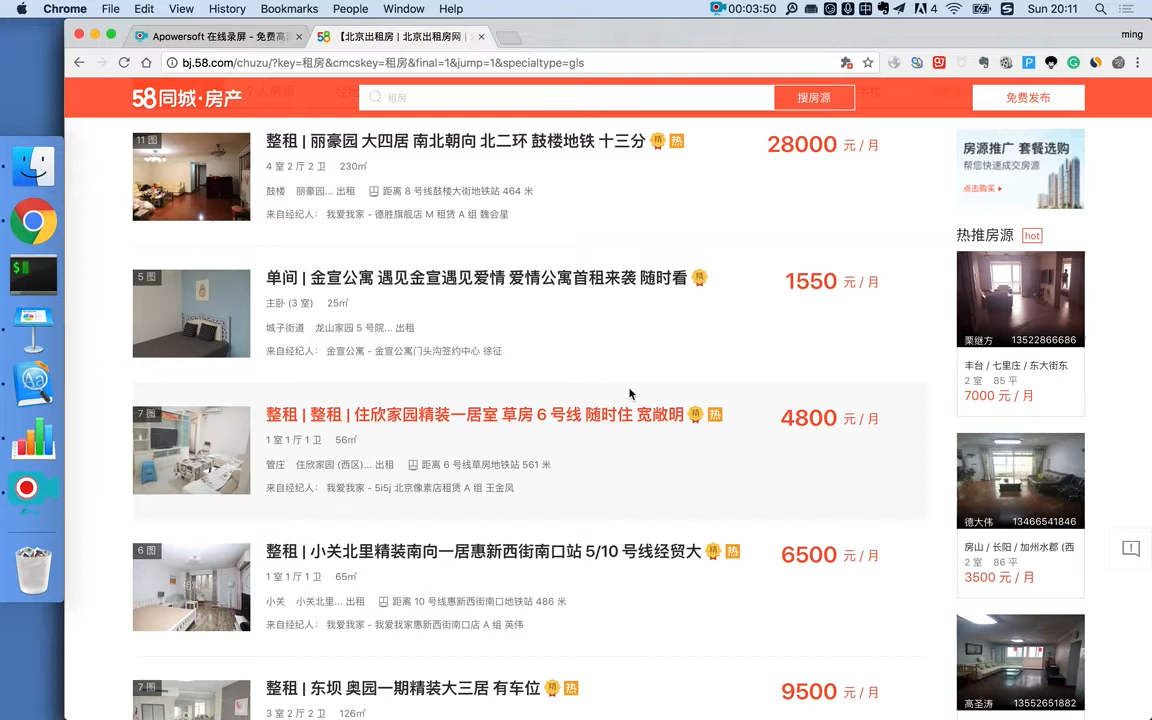 Chrome File Edit View History Bookmarks People Window Help 00:03:50 4 Sun 20:11
Apowersoft 在线录屏 - 免费高
58 【北京出租房 | 北京出租房网 |
ming
bj.58.com/chuzu/?key=租房&cmcskey=租房&final=1&jump=1&specialtype=gls
58同城·房产
租房
搜房源
免费发布
11 图
整租 | 丽豪园 大四居 南北朝向 北二环 鼓楼地铁 十三分 精 热
28000 元 / 月
4 室 2 厅 2 卫 230㎡
鼓楼 丽豪园... 出租 距离 8 号线鼓楼大街地铁站 464 米
来自经纪人: 我爱我家 - 德胜旗舰店 M 租赁 A 组 魏会星
5 图
单间 | 金宣公寓 遇见金宣遇见爱情 爱情公寓首租来袭 随时看 精
1550 元 / 月
主卧 (3 室) 25㎡
城子街道 龙山家园 5 号院... 出租
来自经纪人: 金宣公寓 - 金宣公寓门头沟签约中心 徐征
7 图
整租 | 整租 | 住欣家园精装一居室 草房 6 号线 随时住 宽敞明 精 热
4800 元 / 月
1 室 1 厅 1 卫 56㎡
管庄 住欣家园 (西区)... 出租 距离 6 号线草房地铁站 561 米
来自经纪人: 我爱我家 - 5i5j 北京像素店租赁 A 组 王金凤
6 图
整租 | 小关北里精装南向一居惠新西街南口站 5/10 号线经贸大 精 热
6500 元 / 月
1 室 1 厅 1 卫 65㎡
小关 小关北里... 出租 距离 10 号线惠新西街南口地铁站 486 米
来自经纪人: 我爱我家 - 我爱我家惠新西街南口店 A 组 英伟
7 图
整租 | 东坝 奥园一期精装大三居 有车位 精 热
9500 元 / 月
3 室 2 厅 2 卫 126㎡
房源推广 套餐选购
帮您快速成交房源
点击购买
热推房源 hot
栗继方 13522866686
丰台 / 七里庄 / 东大街东
2 室 85 平
7000 元 / 月
德大伟 13466541846
房山 / 长阳 / 加州水郡 (西
2 室 86 平
3500 元 / 月
高圣涛 13552651882